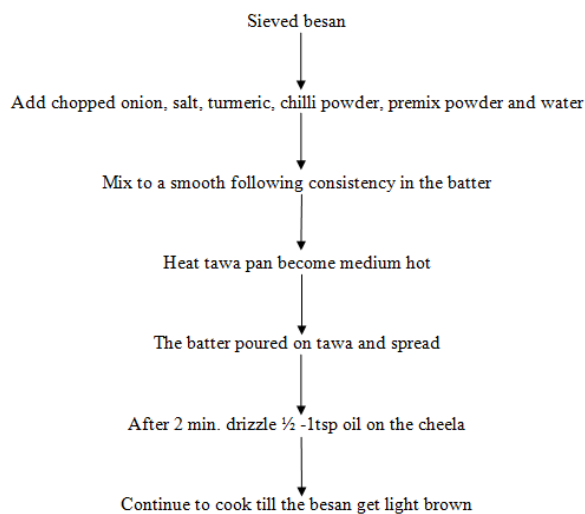 Sieved besan
Add chopped onion, salt, turmeric, chilli powder, premix powder and water
Mix to a smooth following consistency in the batter
Heat tawa pan become medium hot
The batter poured on tawa and spread
After 2 min. drizzle ½ -1tsp oil on the cheela
Continue to cook till the besan get light brown